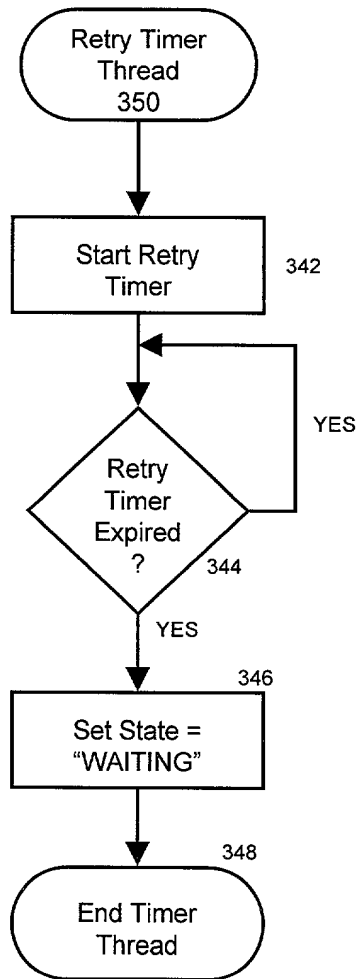 Retry Timer
Thread
350
Start Retry
Timer
342
YES
Retry
Timer
Expired
?
344
YES
346
Set State =
“WAITING”
348
End Timer
Thread